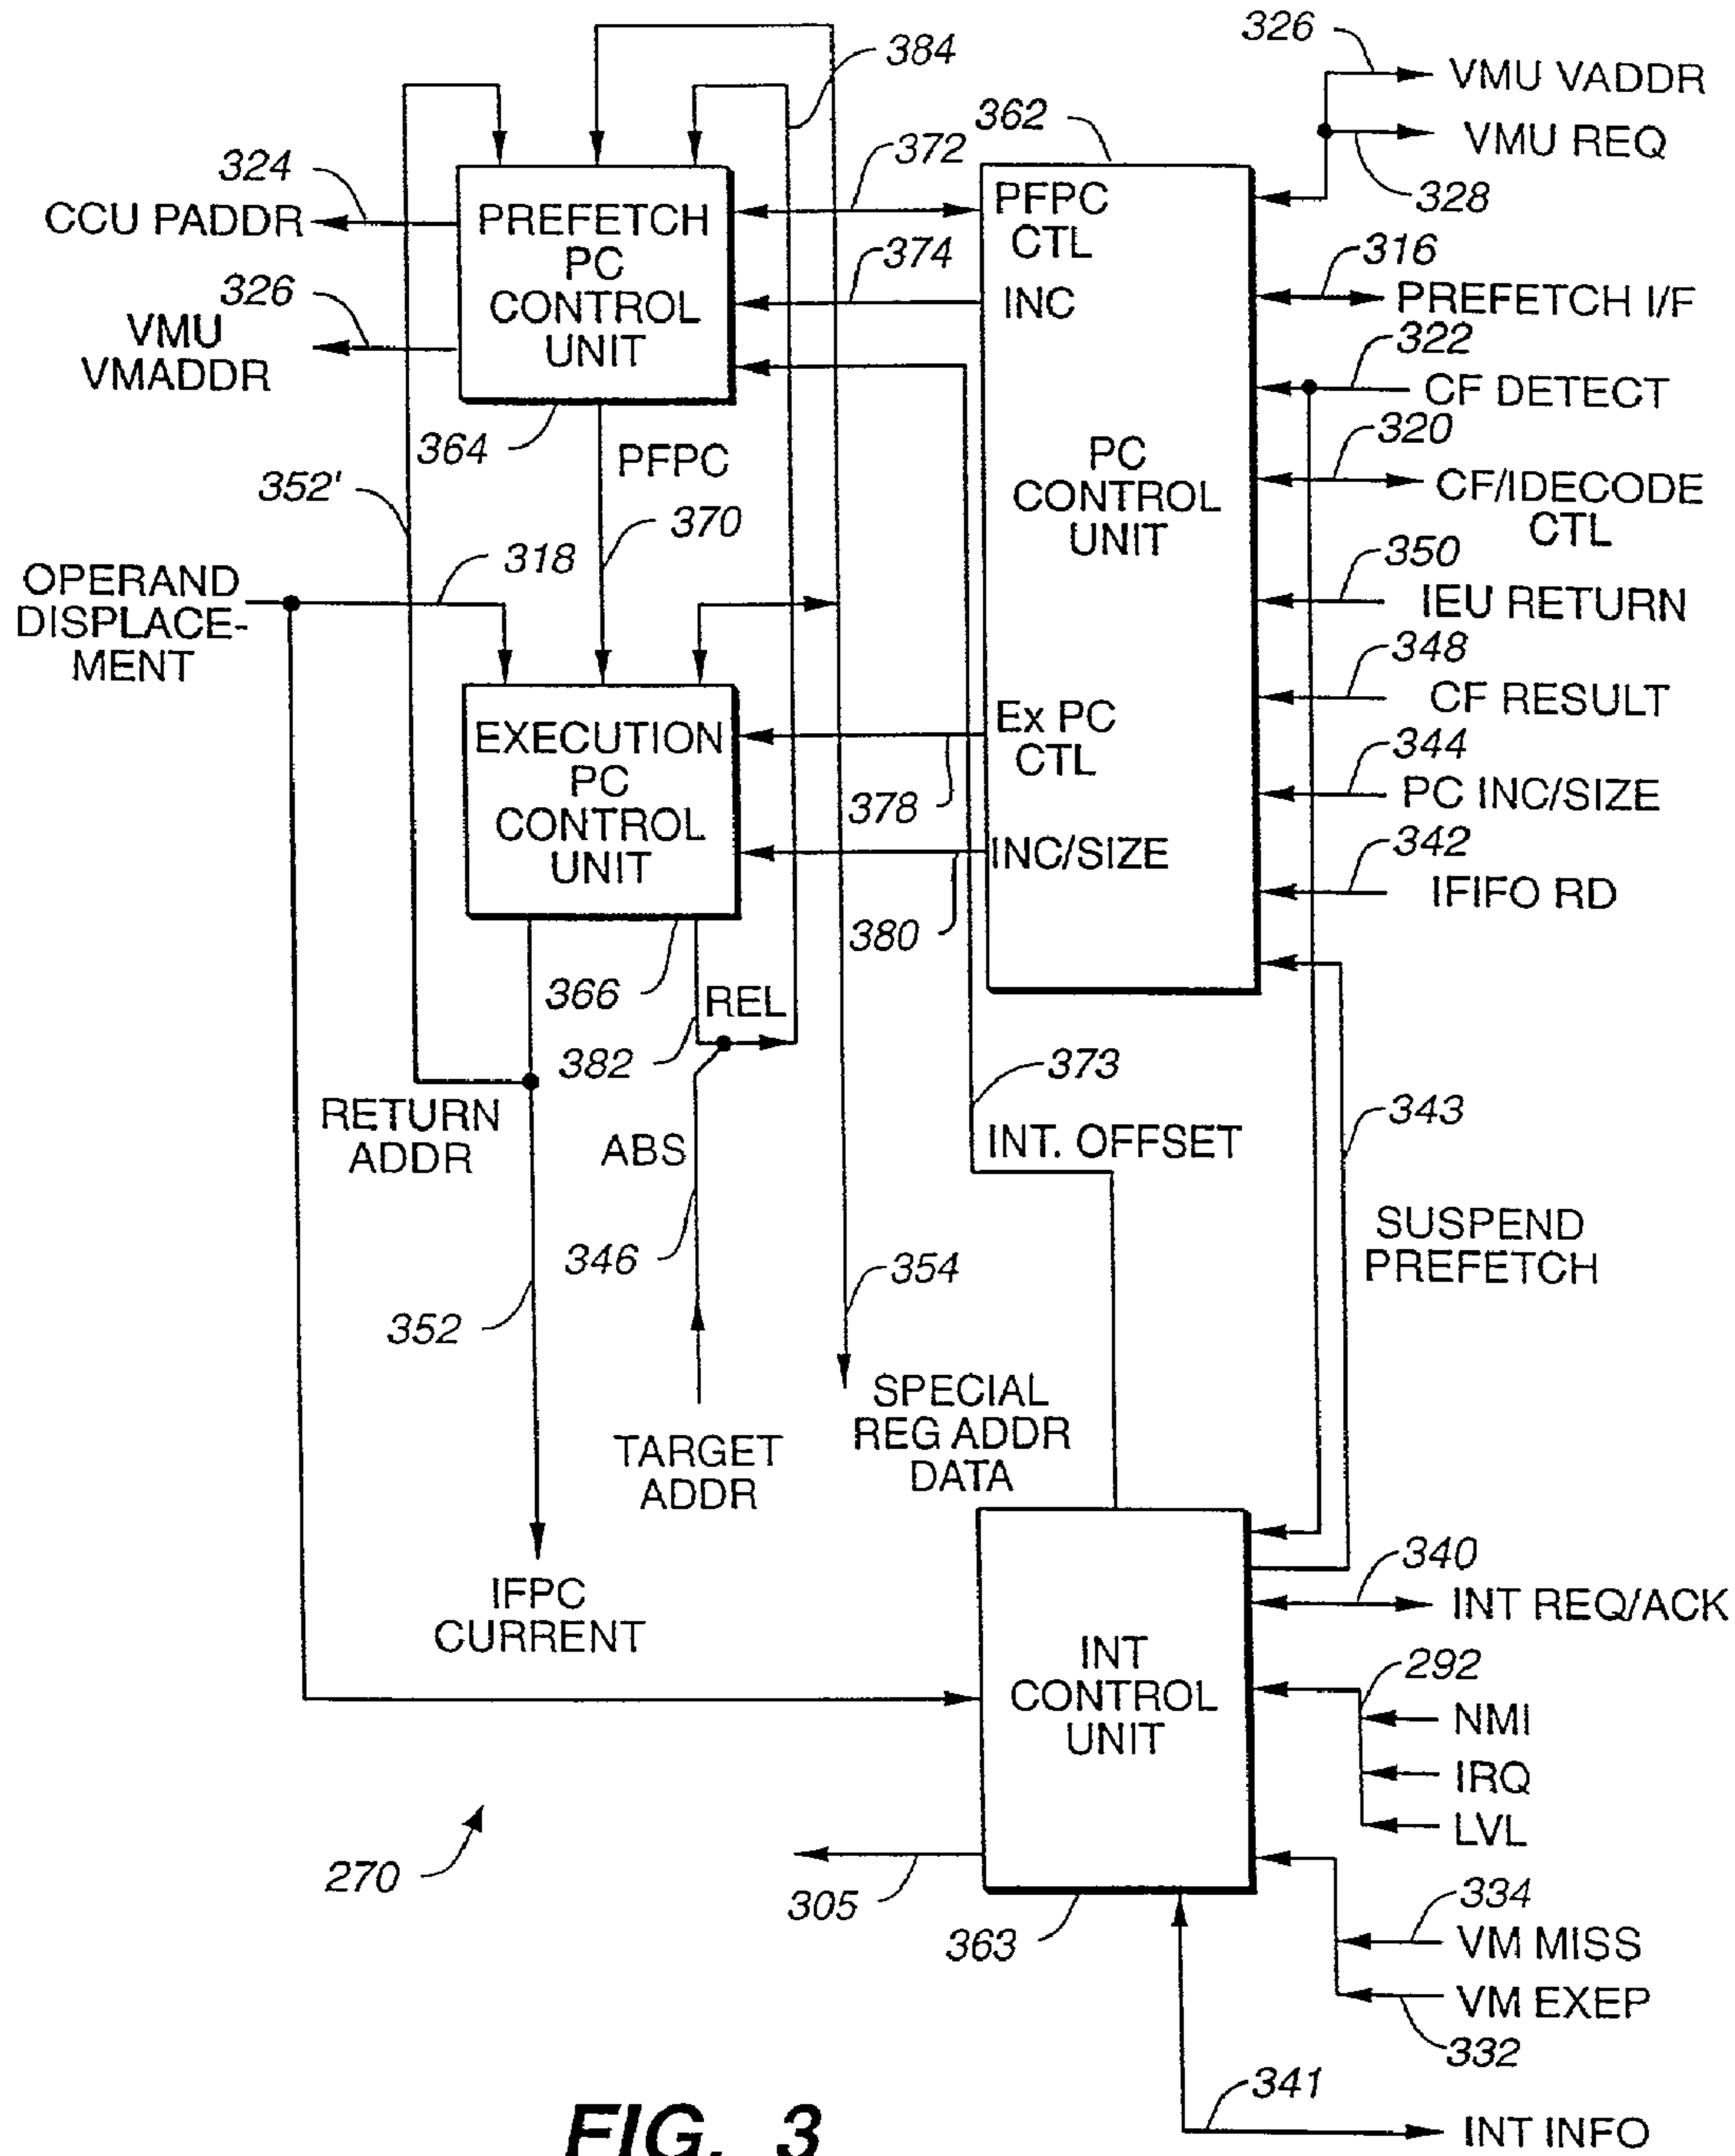 384
326
VMU VADDR
362
372
VMU REQ
328
324
CCU PADDR
PREFETCH
PC
CONTROL
UNIT
PFPC
CTL
374
INC
316
PREFETCH I/F
326
VMU
VMADDR
322
CF DETECT
364
PFPC
320
CF/IDECODE
CTL
PC
CONTROL
UNIT
352'
370
318
OPERAND
DISPLACE-
MENT
350
IEU RETURN
348
CF RESULT
EXECUTION
PC
CONTROL
UNIT
Ex PC
CTL
378
344
PC INC/SIZE
INC/SIZE
342
IFIFO RD
380
366
REL
382
373
343
RETURN
ADDR
ABS
INT. OFFSET
346
SUSPEND
PREFETCH
354
352
SPECIAL
REG ADDR
DATA
TARGET
ADDR
340
INT REQ/ACK
IFPC
CURRENT
INT
CONTROL
UNIT
292
NMI
IRQ
LVL
270
305
363
334
VM MISS
VM EXEP
332
341
INT INFO
FIG. 3